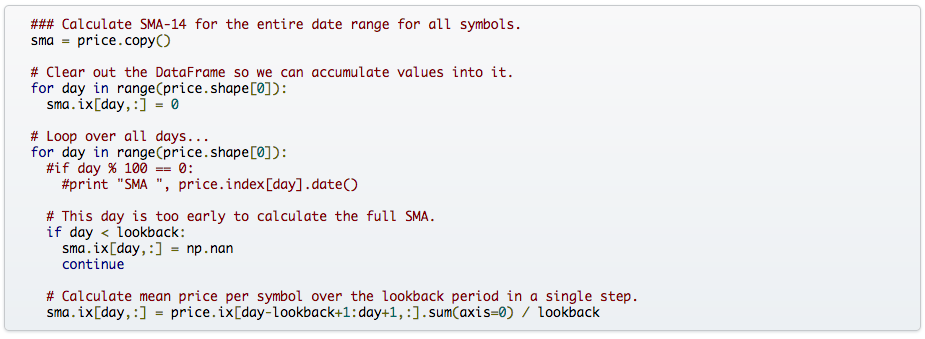 ### Calculate SMA-14 for the entire date range for all symbols.
sma = price.copy()
# Clear out the DataFrame so we can accumulate values into it.
for day in range(price.shape[0]):
  sma.ix[day,:] = 0
# Loop over all days...
for day in range(price.shape[0]):
  #if day % 100 == 0:
    #print "SMA ", price.index[day].date()
  # This day is too early to calculate the full SMA.
  if day < lookback:
    sma.ix[day,:] = np.nan
    continue
  # Calculate mean price per symbol over the lookback period in a single step.
  sma.ix[day,:] = price.ix[day-lookback+1:day+1,:].sum(axis=0) / lookback